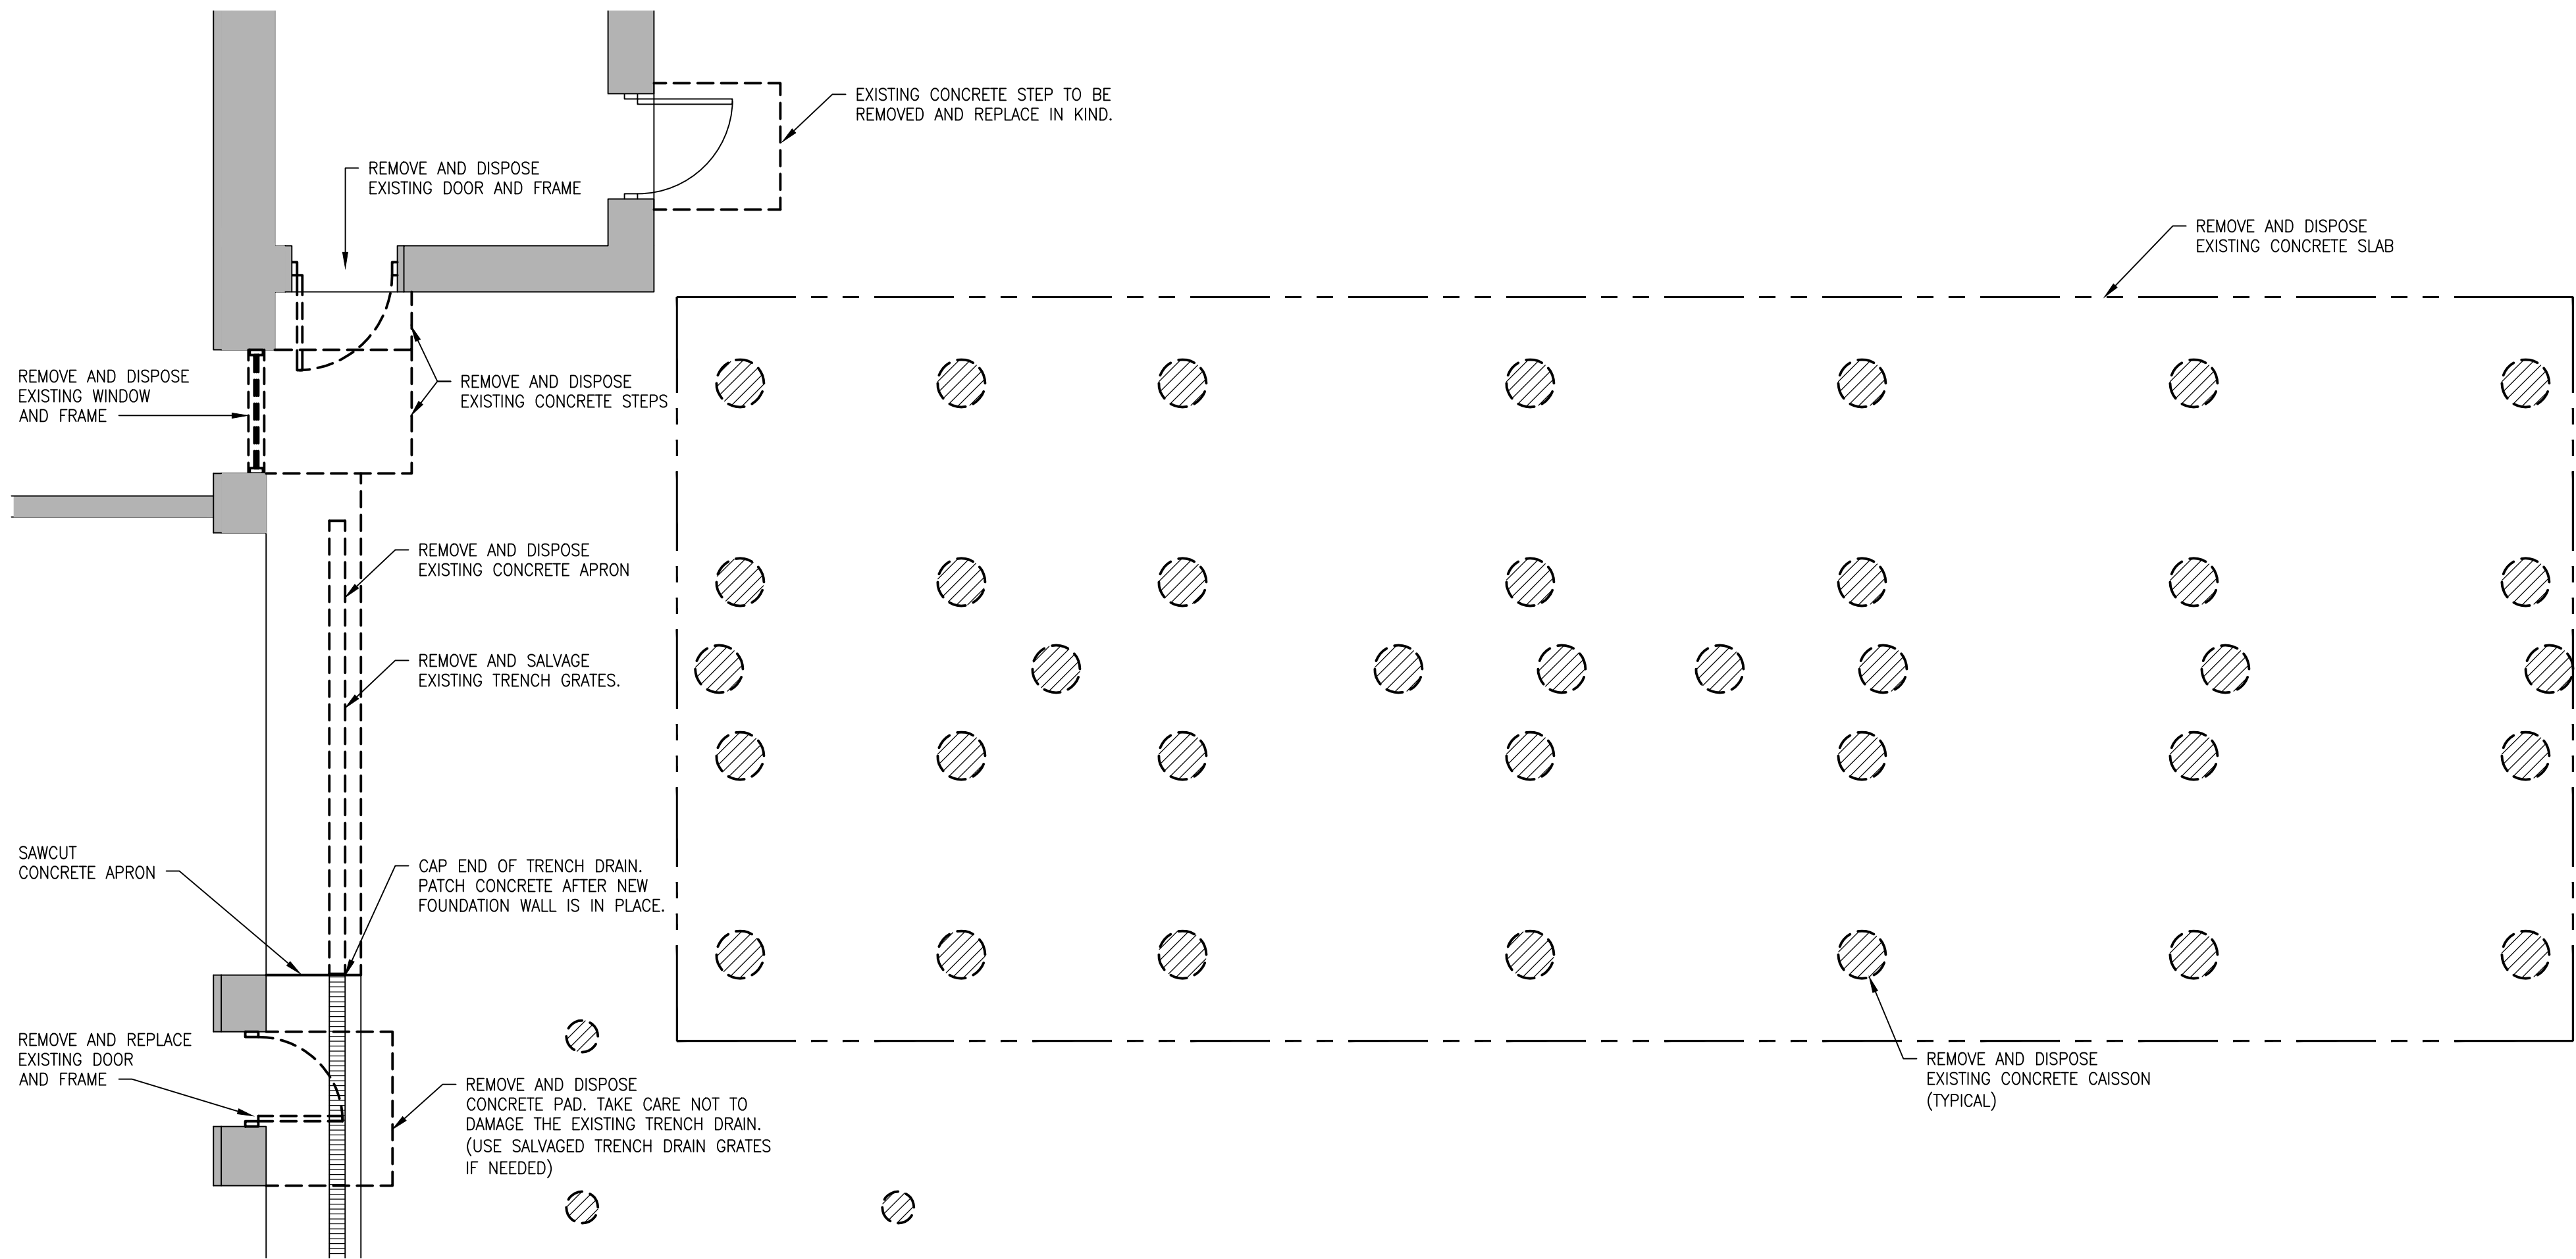 EXISTING CONCRETE STEP TO BE
REMOVED AND REPLACE IN KIND.
REMOVE AND DISPOSE
EXISTING DOOR AND FRAME
REMOVE AND DISPOSE
EXISTING CONCRETE SLAB
REMOVE AND DISPOSE
EXISTING WINDOW
AND FRAME
REMOVE AND DISPOSE
EXISTING CONCRETE STEPS
REMOVE AND DISPOSE
EXISTING CONCRETE APRON
REMOVE AND SALVAGE
EXISTING TRENCH GRATES.
SAWCUT
CONCRETE APRON
CAP END OF TRENCH DRAIN.
PATCH CONCRETE AFTER NEW
FOUNDATION WALL IS IN PLACE.
REMOVE AND REPLACE
EXISTING DOOR
AND FRAME
REMOVE AND DISPOSE
CONCRETE PAD. TAKE CARE NOT TO
DAMAGE THE EXISTING TRENCH DRAIN.
(USE SALVAGED TRENCH DRAIN GRATES
IF NEEDED)
REMOVE AND DISPOSE
EXISTING CONCRETE CAISSON
(TYPICAL)